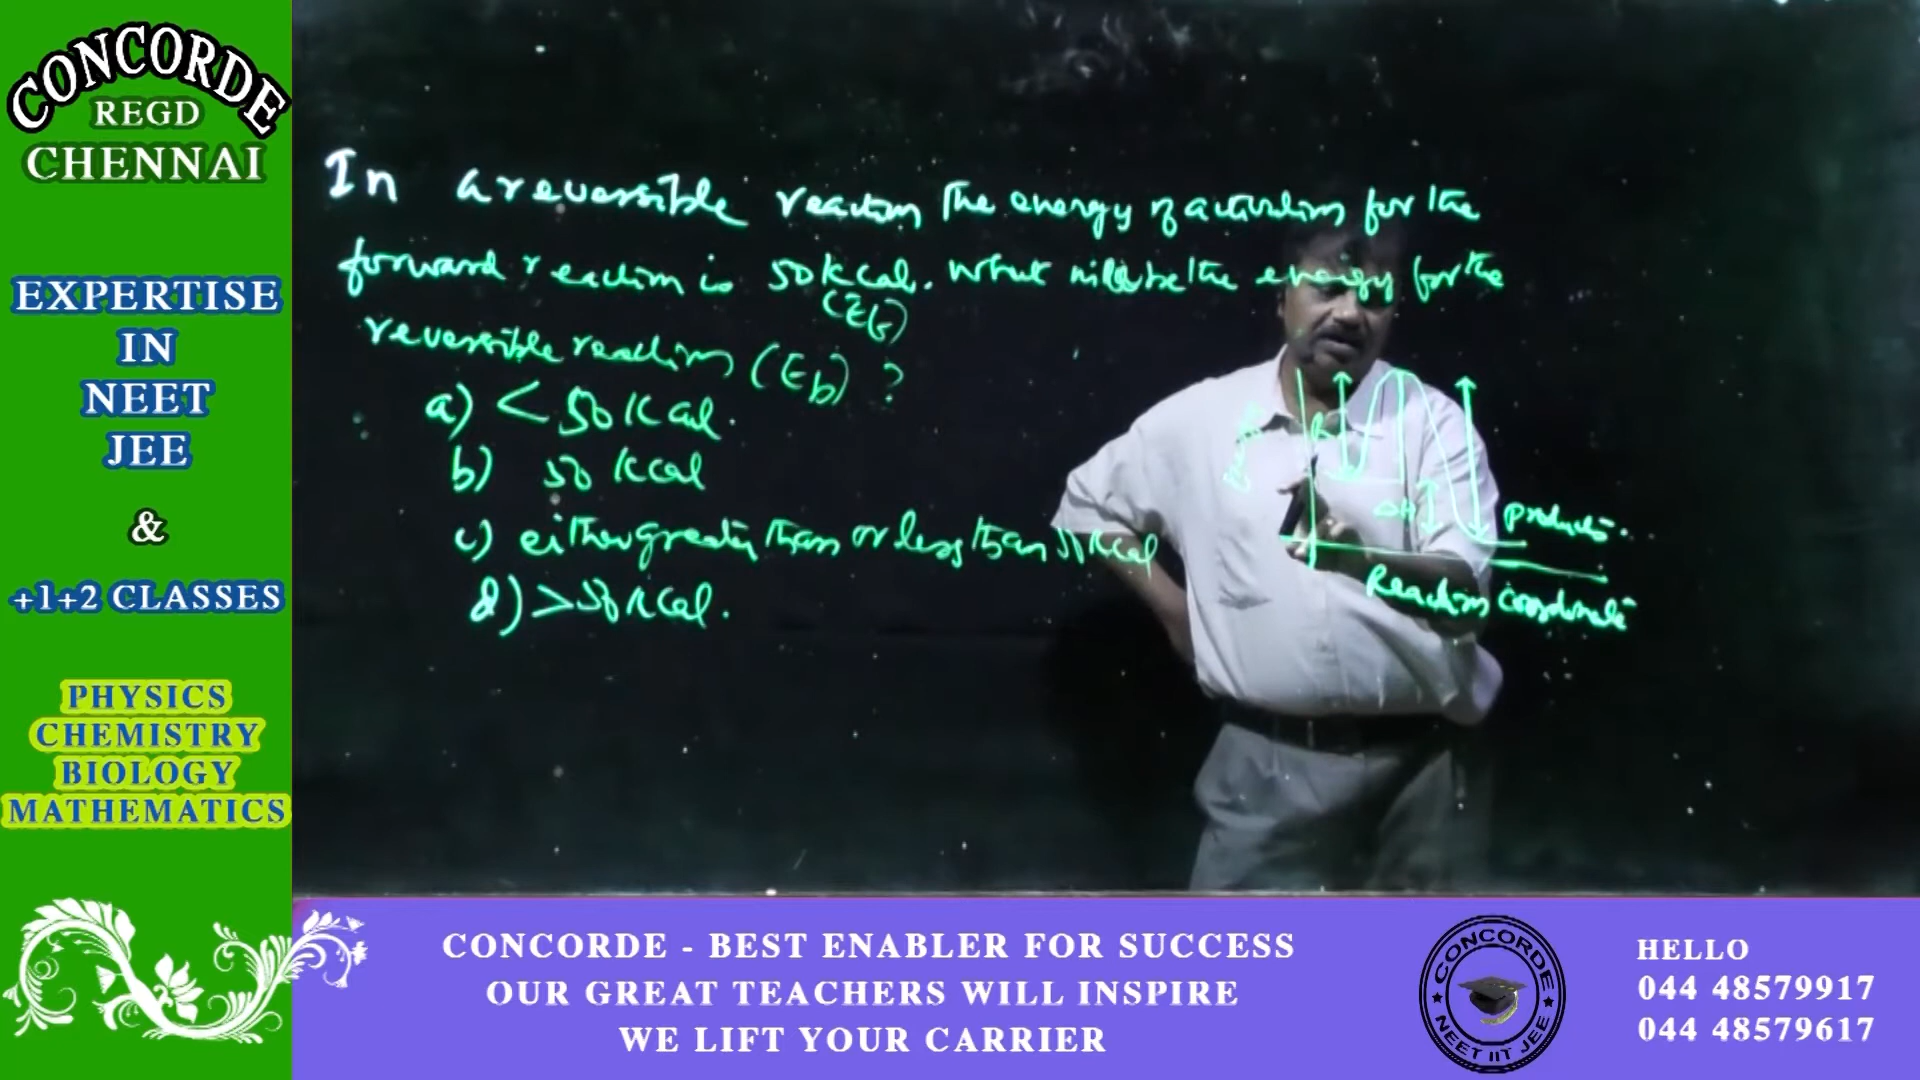 CONCORDE
REGD
CHENNAI
EXPERTISE
IN
NEET
JEE
&
+1+2 CLASSES
PHYSICS
CHEMISTRY
BIOLOGY
MATHEMATICS
In a reversible reaction the energy of activation for the
forward reaction is 50 kcal. What will be the energy for the
(Ef)
reversible reaction (Eb) ?
a) < 50 kcal.
b) 50 kcal
c) either greater than or less than 50 kcal
d) > 50 kcal.
R
ΔH
products.
Reaction coordinate
CONCORDE - BEST ENABLER FOR SUCCESS
OUR GREAT TEACHERS WILL INSPIRE
WE LIFT YOUR CARRIER
CONCORDE
NEET IIT JEE
HELLO
044 48579917
044 48579617